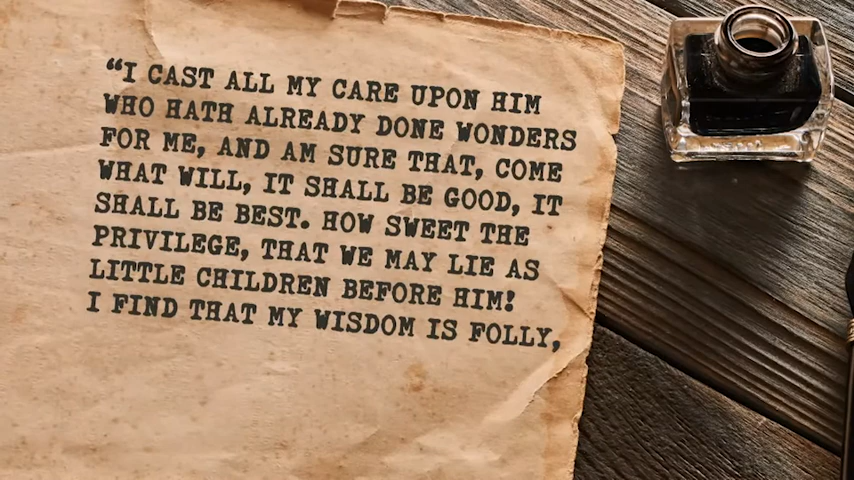 “I CAST ALL MY CARE UPON HIM
WHO HATH ALREADY DONE WONDERS
FOR ME, AND AM SURE THAT, COME
WHAT WILL, IT SHALL BE GOOD, IT
SHALL BE BEST. HOW SWEET THE
PRIVILEGE, THAT WE MAY LIE AS
LITTLE CHILDREN BEFORE HIM!
I FIND THAT MY WISDOM IS FOLLY,